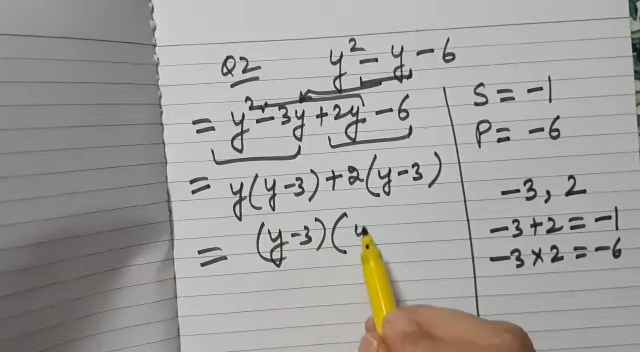 Q2 y² - y - 6
= y² - 3y + 2y - 6
= y(y-3) + 2(y-3)
= (y-3)(y
S = -1
P = -6
-3, 2
-3+2 = -1
-3×2 = -6